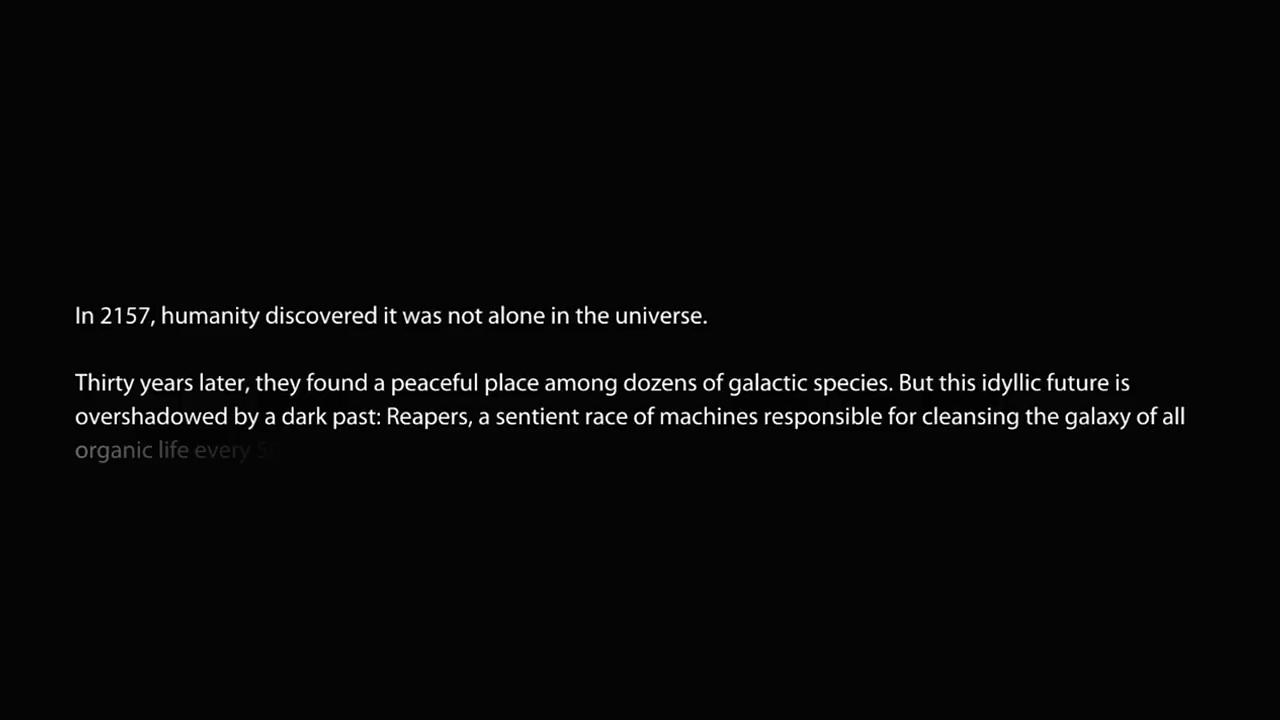 In 2157, humanity discovered it was not alone in the universe.
Thirty years later, they found a peaceful place among dozens of galactic species. But this idyllic future is
overshadowed by a dark past: Reapers, a sentient race of machines responsible for cleansing the galaxy of all
organic life every